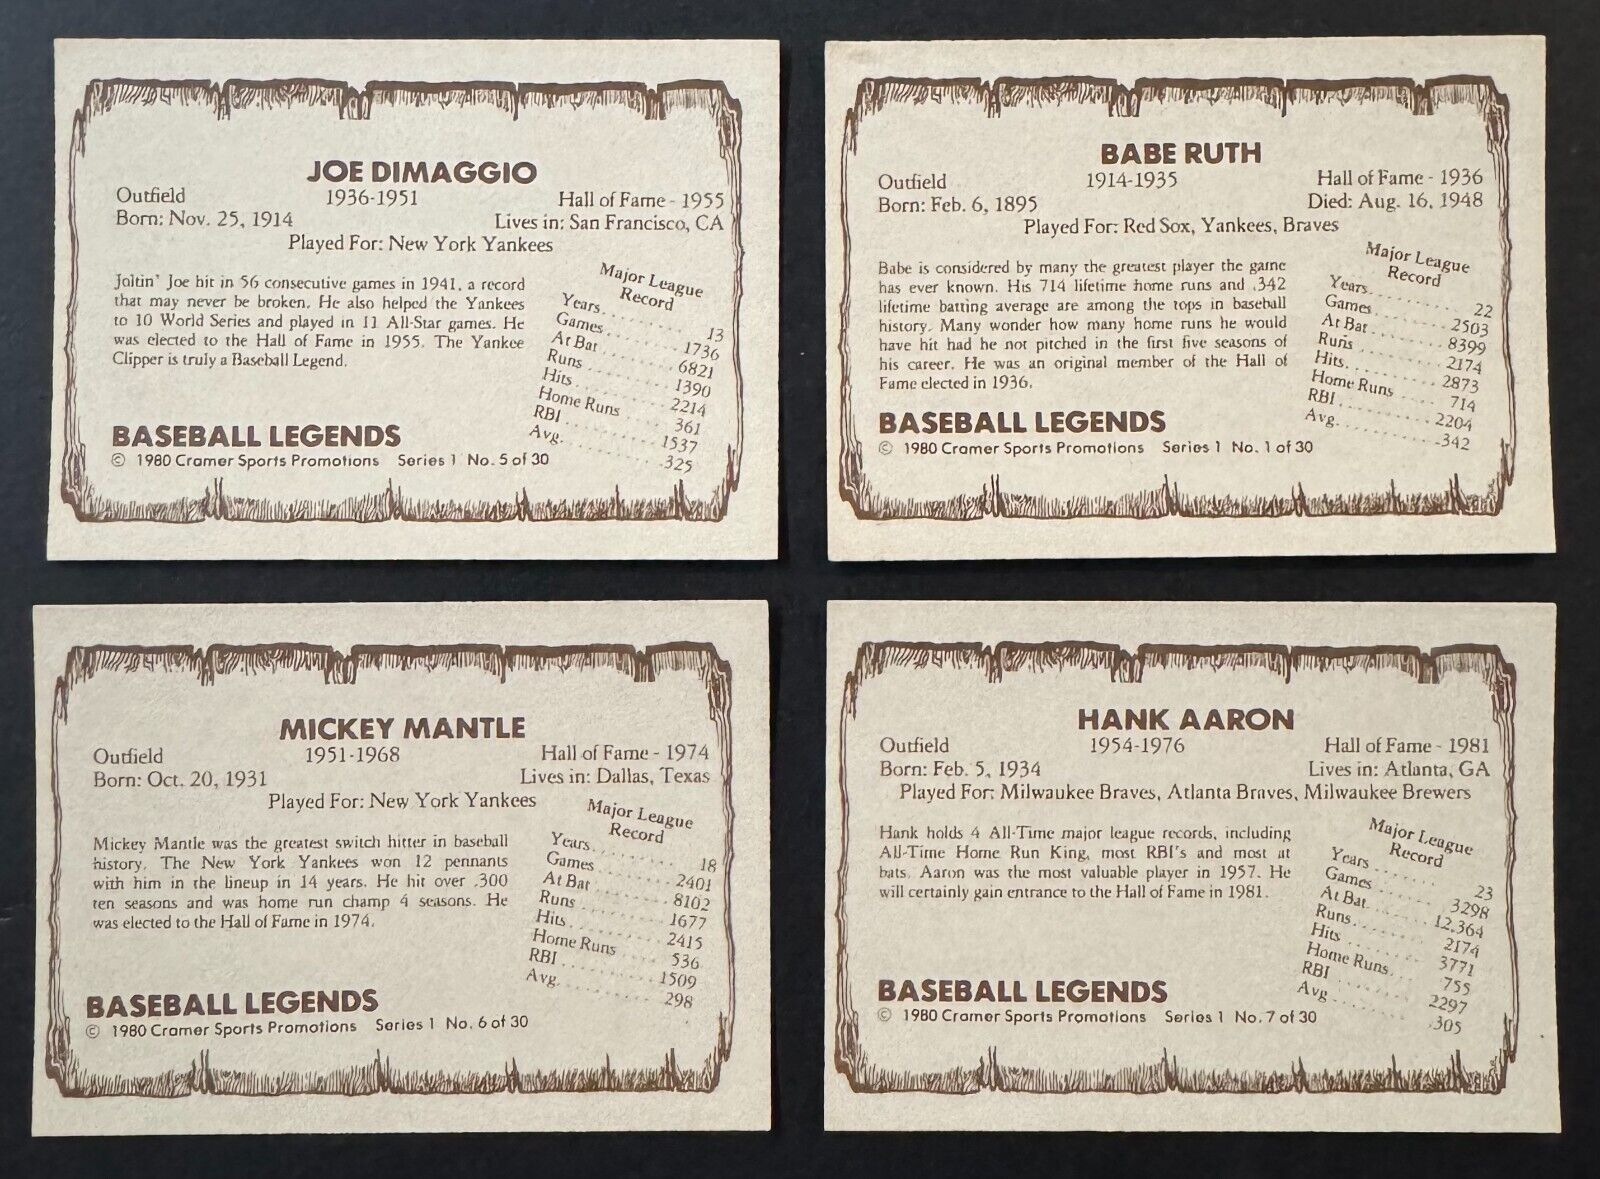 JOE DIMAGGIO
Outfield 1936-1951 Hall of Fame - 1955
Born: Nov. 25, 1914 Lives in: San Francisco, CA
Played For: New York Yankees
Joltin' Joe hit in 56 consecutive games in 1941, a record
that may never be broken. He also helped the Yankees
to 10 World Series and played in 11 All-Star games. He
was elected to the Hall of Fame in 1955. The Yankee
Clipper is truly a Baseball Legend.
Major League
Record
Years. . . . . . . . . 13
Games. . . . . . . . 1736
At Bat . . . . . . . . 6821
Runs . . . . . . . . . 1390
Hits. . . . . . . . . . 2214
Home Runs . . . . . 361
RBI . . . . . . . . . . 1537
Avg. . . . . . . . . . .325
BASEBALL LEGENDS
© 1980 Cramer Sports Promotions Series 1 No. 5 of 30
BABE RUTH
Outfield 1914-1935 Hall of Fame - 1936
Born: Feb. 6, 1895 Died: Aug. 16, 1948
Played For: Red Sox, Yankees, Braves
Babe is considered by many the greatest player the game
has ever known. His 714 lifetime home runs and .342
lifetime batting average are among the tops in baseball
history. Many wonder how many home runs he would
have hit had he not pitched in the first five seasons of
his career. He was an original member of the Hall of
Fame elected in 1936.
Major League
Record
Years. . . . . . . . . 22
Games. . . . . . . . 2503
At Bat . . . . . . . . 8399
Runs . . . . . . . . . 2174
Hits. . . . . . . . . . 2873
Home Runs . . . . . 714
RBI . . . . . . . . . . 2204
Avg. . . . . . . . . . .342
BASEBALL LEGENDS
© 1980 Cramer Sports Promotions Series 1 No. 1 of 30
MICKEY MANTLE
Outfield 1951-1968 Hall of Fame - 1974
Born: Oct. 20, 1931 Lives in: Dallas, Texas
Played For: New York Yankees
Mickey Mantle was the greatest switch hitter in baseball
history. The New York Yankees won 12 pennants
with him in the lineup in 14 years. He hit over .300
ten seasons and was home run champ 4 seasons. He
was elected to the Hall of Fame in 1974.
Major League
Record
Years. . . . . . . . . 18
Games. . . . . . . . 2401
At Bat . . . . . . . . 8102
Runs . . . . . . . . . 1677
Hits. . . . . . . . . . 2415
Home Runs . . . . . 536
RBI . . . . . . . . . . 1509
Avg. . . . . . . . . . .298
BASEBALL LEGENDS
© 1980 Cramer Sports Promotions Series 1 No. 6 of 30
HANK AARON
Outfield 1954-1976 Hall of Fame - 1981
Born: Feb. 5, 1934 Lives in: Atlanta, GA
Played For: Milwaukee Braves, Atlanta Braves, Milwaukee Brewers
Hank holds 4 All-Time major league records, including
All-Time Home Run King, most RBI's and most at
bats. Aaron was the most valuable player in 1957. He
will certainly gain entrance to the Hall of Fame in 1981.
Major League
Record
Years . . . . . . . . . 23
Games. . . . . . . . 3298
At Bat. . . . . . . . 12,364
Runs. . . . . . . . . 2174
Hits . . . . . . . . . . 3771
Home Runs. . . . . 755
RBI . . . . . . . . . . 2297
Avg . . . . . . . . . . .305
BASEBALL LEGENDS
© 1980 Cramer Sports Promotions Series 1 No. 7 of 30